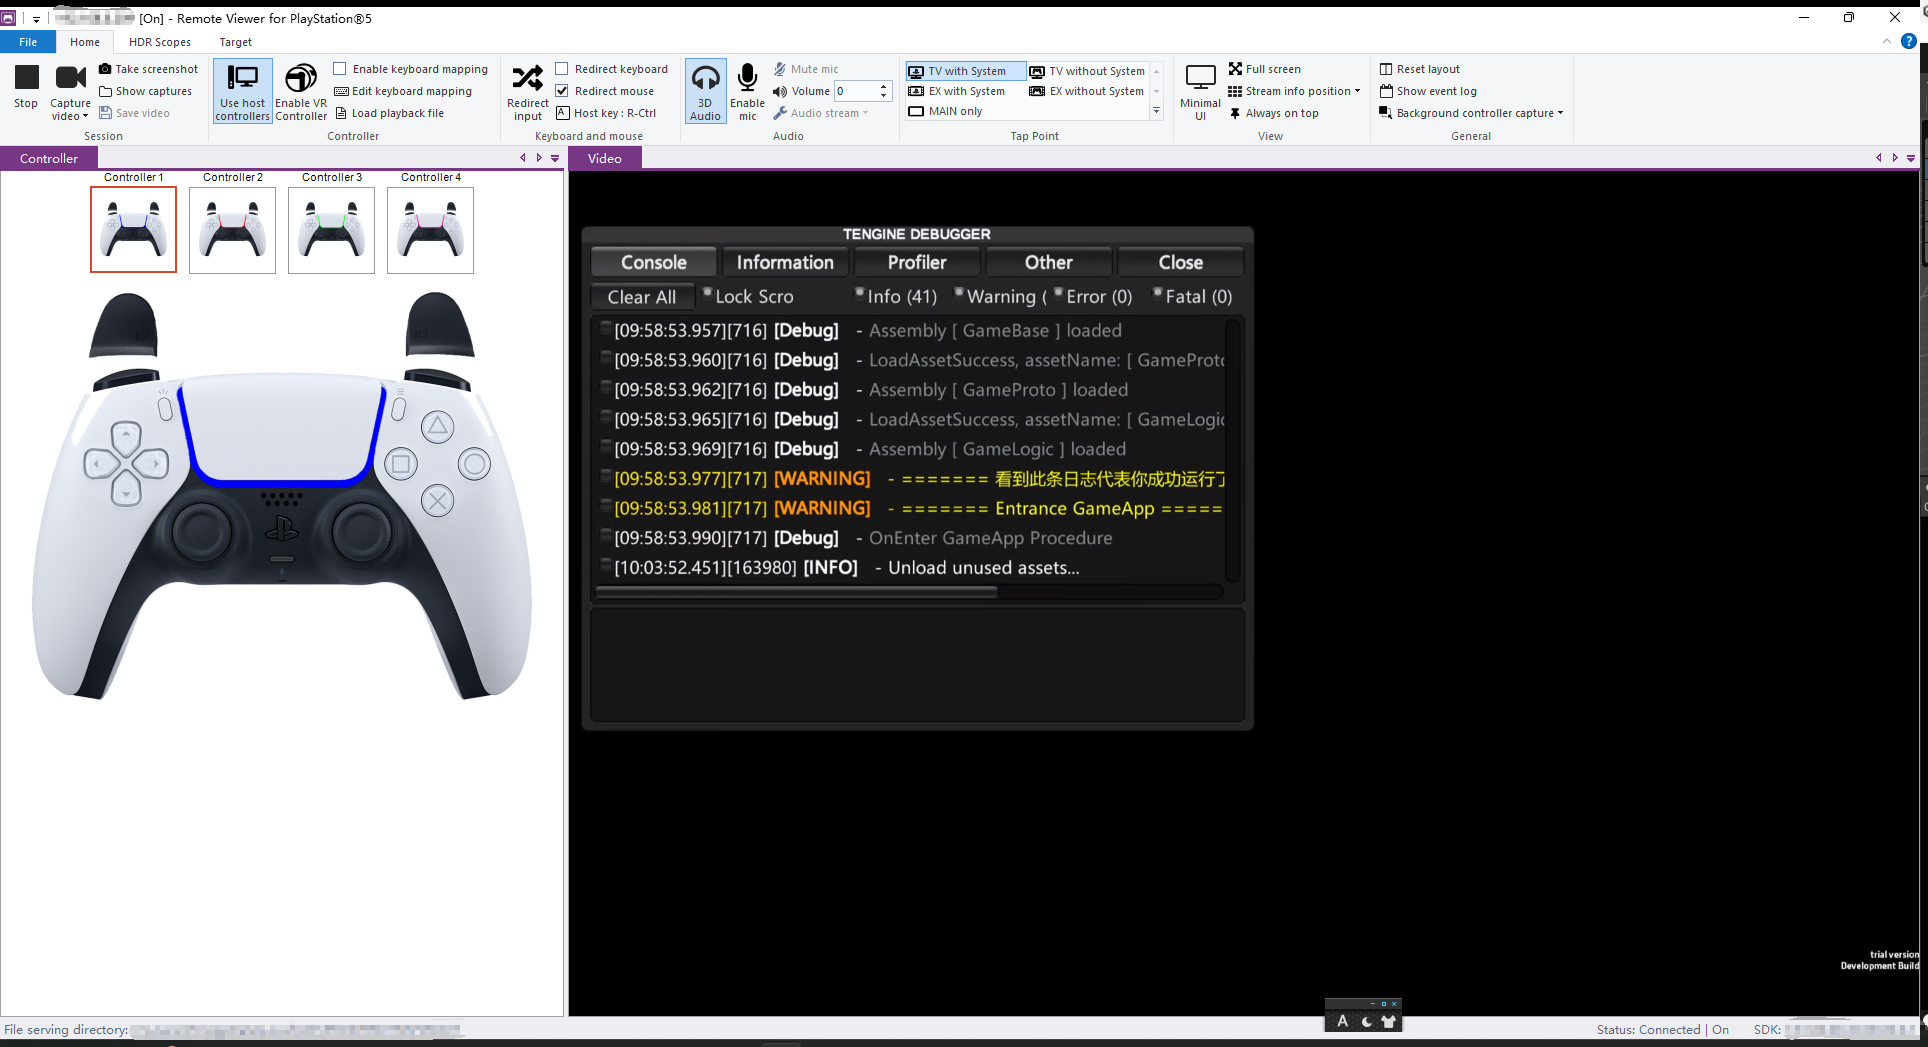 [On] - Remote Viewer for PlayStation®5
File Home HDR Scopes Target
Stop
Capture video
Take screenshot
Show captures
Save video
Session
Use host controllers
Enable VR Controller
Enable keyboard mapping
Edit keyboard mapping
Load playback file
Controller
Redirect input
Redirect keyboard
Redirect mouse
A Host key : R-Ctrl
Keyboard and mouse
3D Audio
Enable mic
Mute mic
Volume 0
Audio stream
Audio
TV with System TV without System
EX with System EX without System
MAIN only
Tap Point
Minimal UI
Full screen
Stream info position
Always on top
View
Reset layout
Show event log
Background controller capture
General
Controller
Video
Controller 1 Controller 2 Controller 3 Controller 4
L2 R2
TENGINE DEBUGGER
Console Information Profiler Other Close
Clear All Lock Scro Info (41) Warning ( Error (0) Fatal (0)
[09:58:53.957][716] [Debug] - Assembly [ GameBase ] loaded
[09:58:53.960][716] [Debug] - LoadAssetSuccess, assetName: [ GameProto
[09:58:53.962][716] [Debug] - Assembly [ GameProto ] loaded
[09:58:53.965][716] [Debug] - LoadAssetSuccess, assetName: [ GameLogic
[09:58:53.969][716] [Debug] - Assembly [ GameLogic ] loaded
[09:58:53.977][717] [WARNING] - ======= 看到此条日志代表你成功运行了
[09:58:53.981][717] [WARNING] - ======= Entrance GameApp =====
[09:58:53.990][717] [Debug] - OnEnter GameApp Procedure
[10:03:52.451][163980] [INFO] - Unload unused assets...
trial version
Development Build
A
File serving directory:
Status: Connected | On SDK: